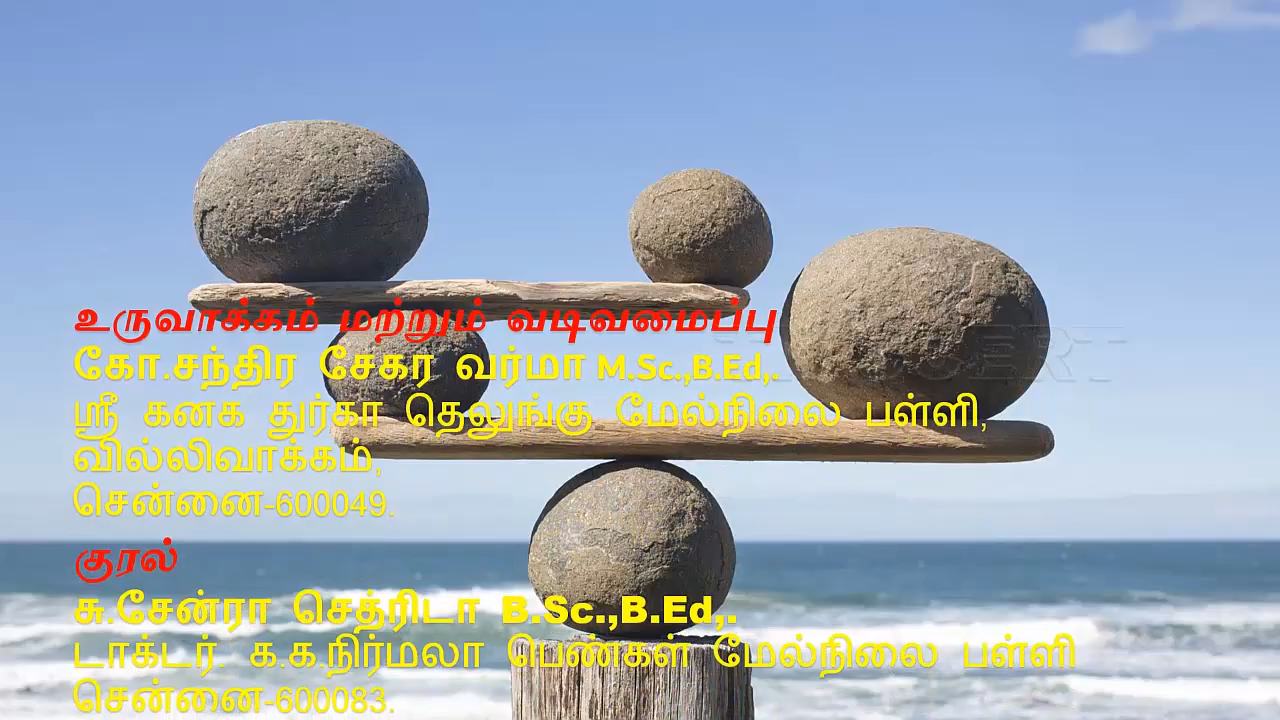 உருவாக்கம் மற்றும் வடிவமைப்பு
கோ.சந்திர சேகர வர்மா M.Sc.,B.Ed,.
ஸ்ரீ கனக துர்கா தெலுங்கு மேல்நிலை பள்ளி,
வில்லிவாக்கம்,
சென்னை-600049.
குரல்
சு.சேன்ரா செத்ரிடா B.Sc.,B.Ed,.
டாக்டர். க.க.நிர்மலா பெண்கள் மேல்நிலை பள்ளி
சென்னை-600083.